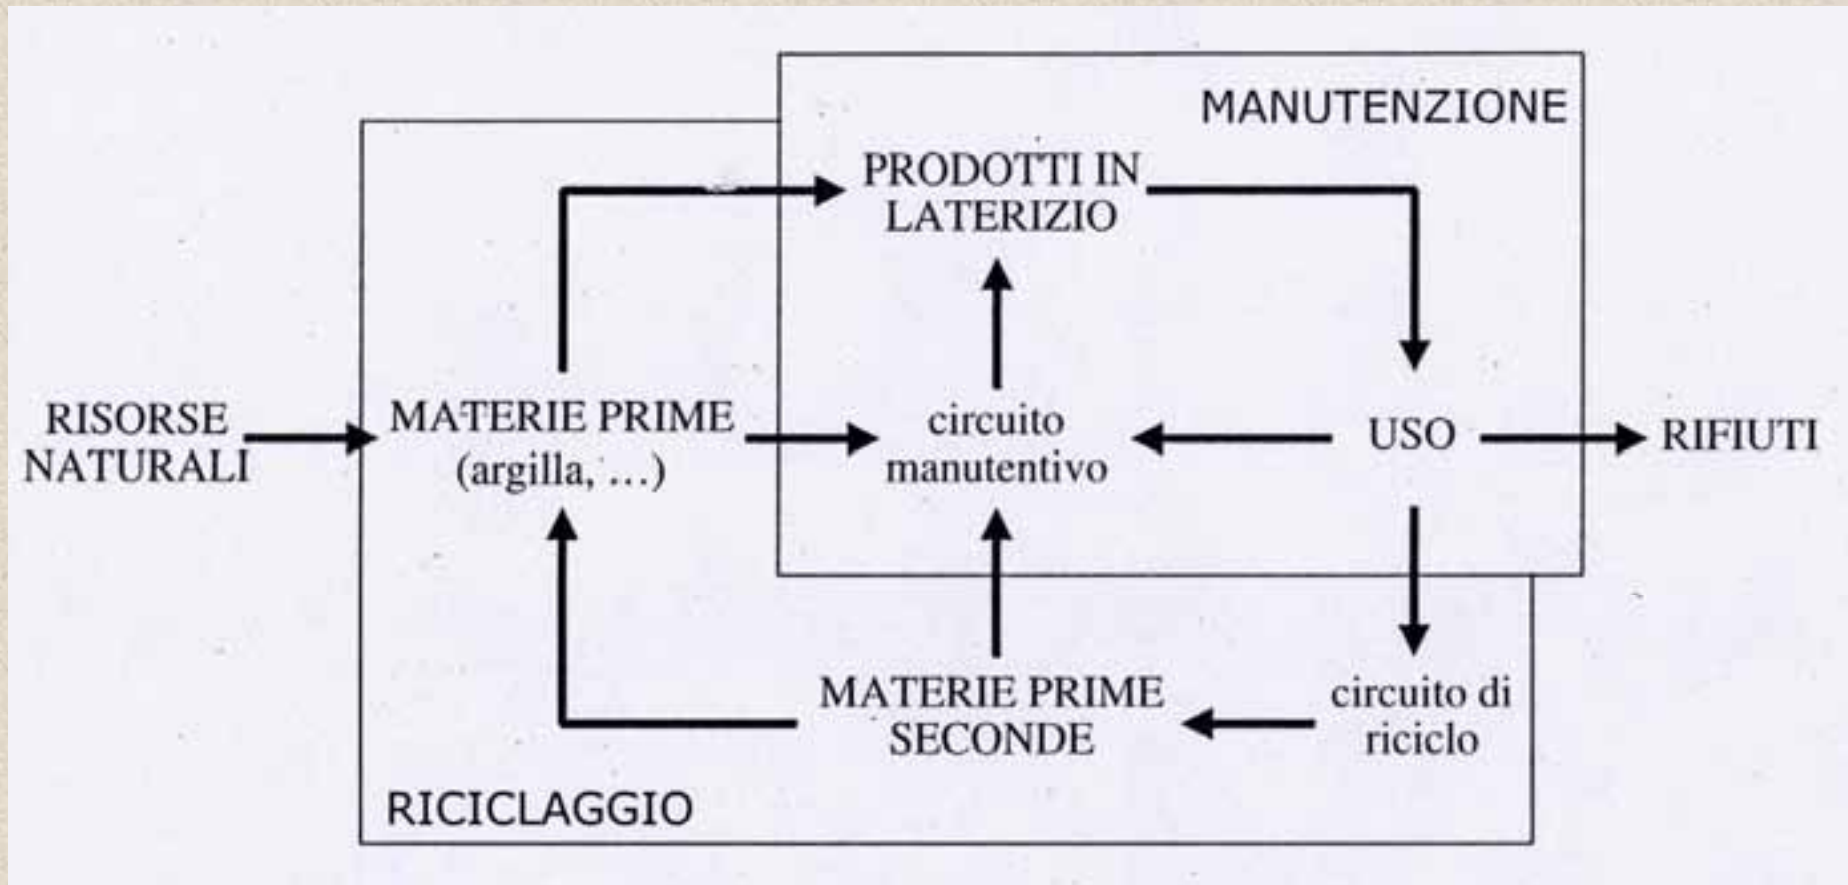 MANUTENZIONE
PRODOTTI IN
LATERIZIO
RISORSE
NATURALI
MATERIE PRIME
(argilla, ...)
circuito
manutentivo
USO
RIFIUTI
MATERIE PRIME
SECONDE
circuito di
riciclo
RICICLAGGIO